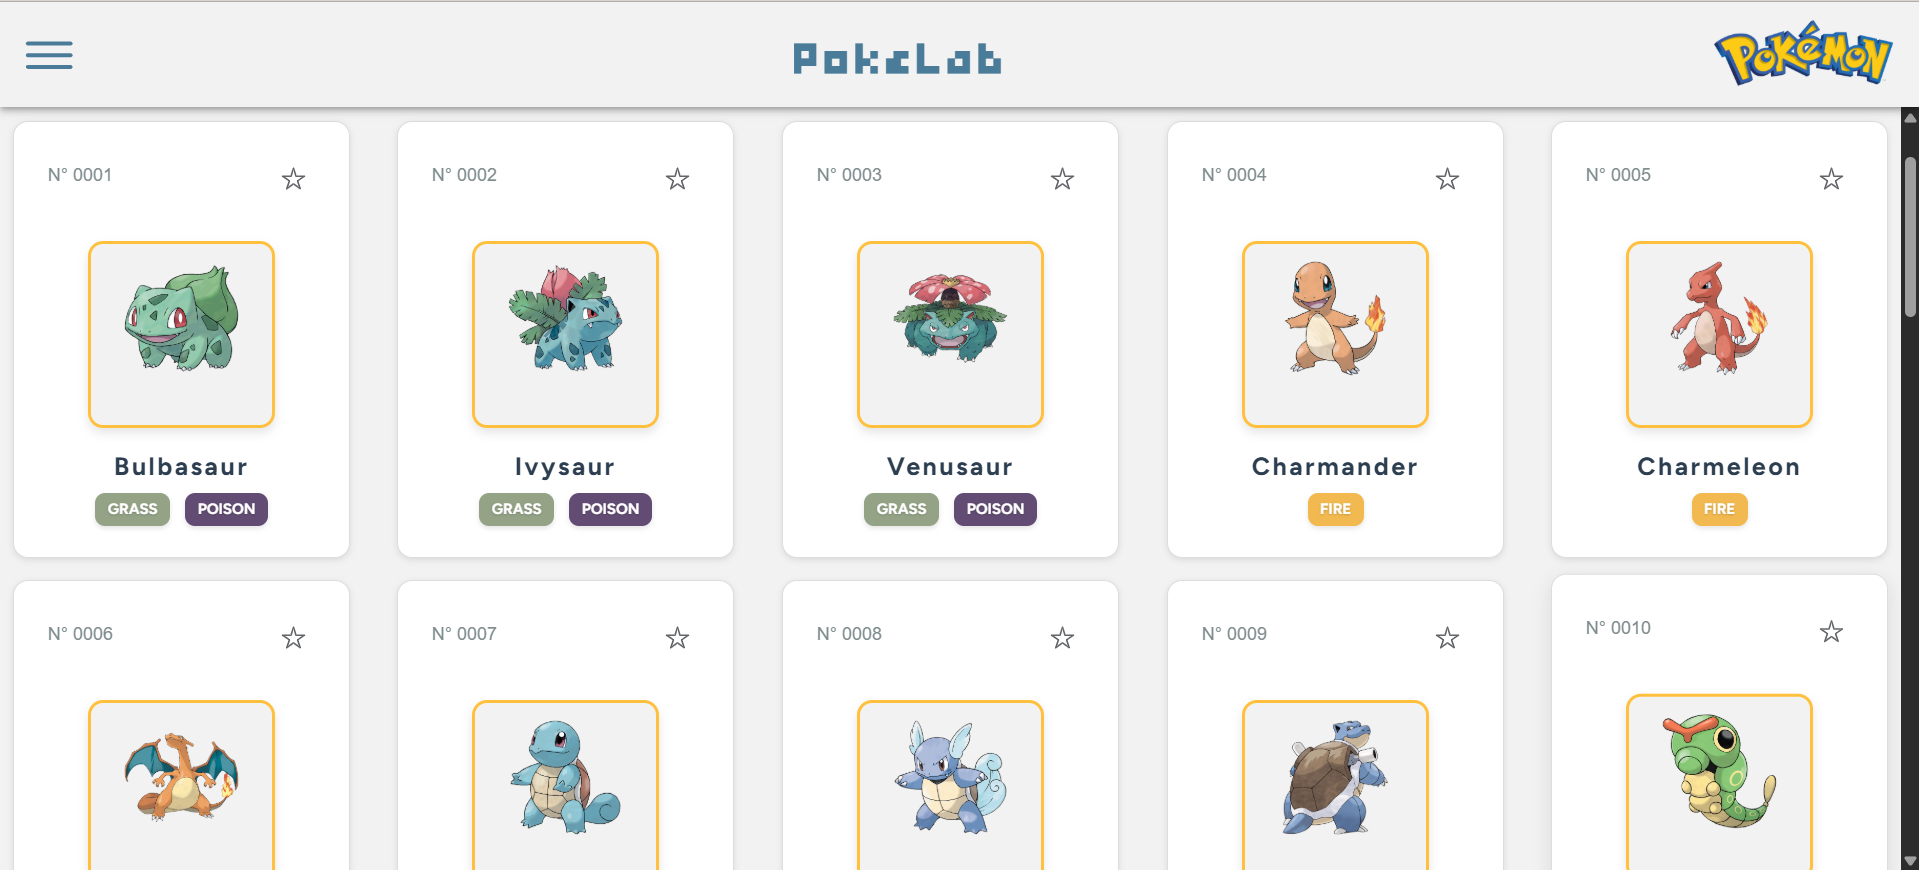 PokeLab
POKéMON
N° 0001
N° 0002
N° 0003
N° 0004
N° 0005
Bulbasaur
Ivysaur
Venusaur
Charmander
Charmeleon
GRASS POISON
GRASS POISON
GRASS POISON
FIRE
FIRE
N° 0006
N° 0007
N° 0008
N° 0009
N° 0010